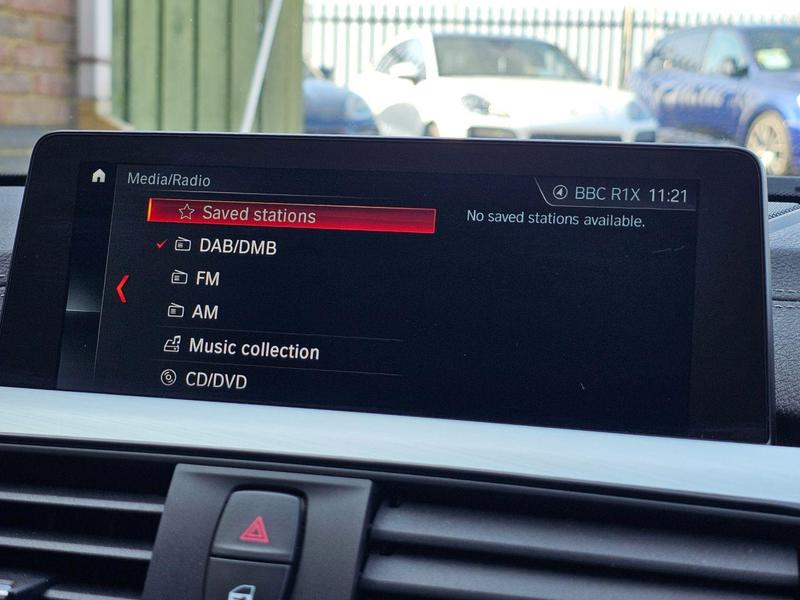 Media/Radio
BBC R1X 11:21
Saved stations
No saved stations available.
DAB/DMB
FM
AM
Music collection
CD/DVD